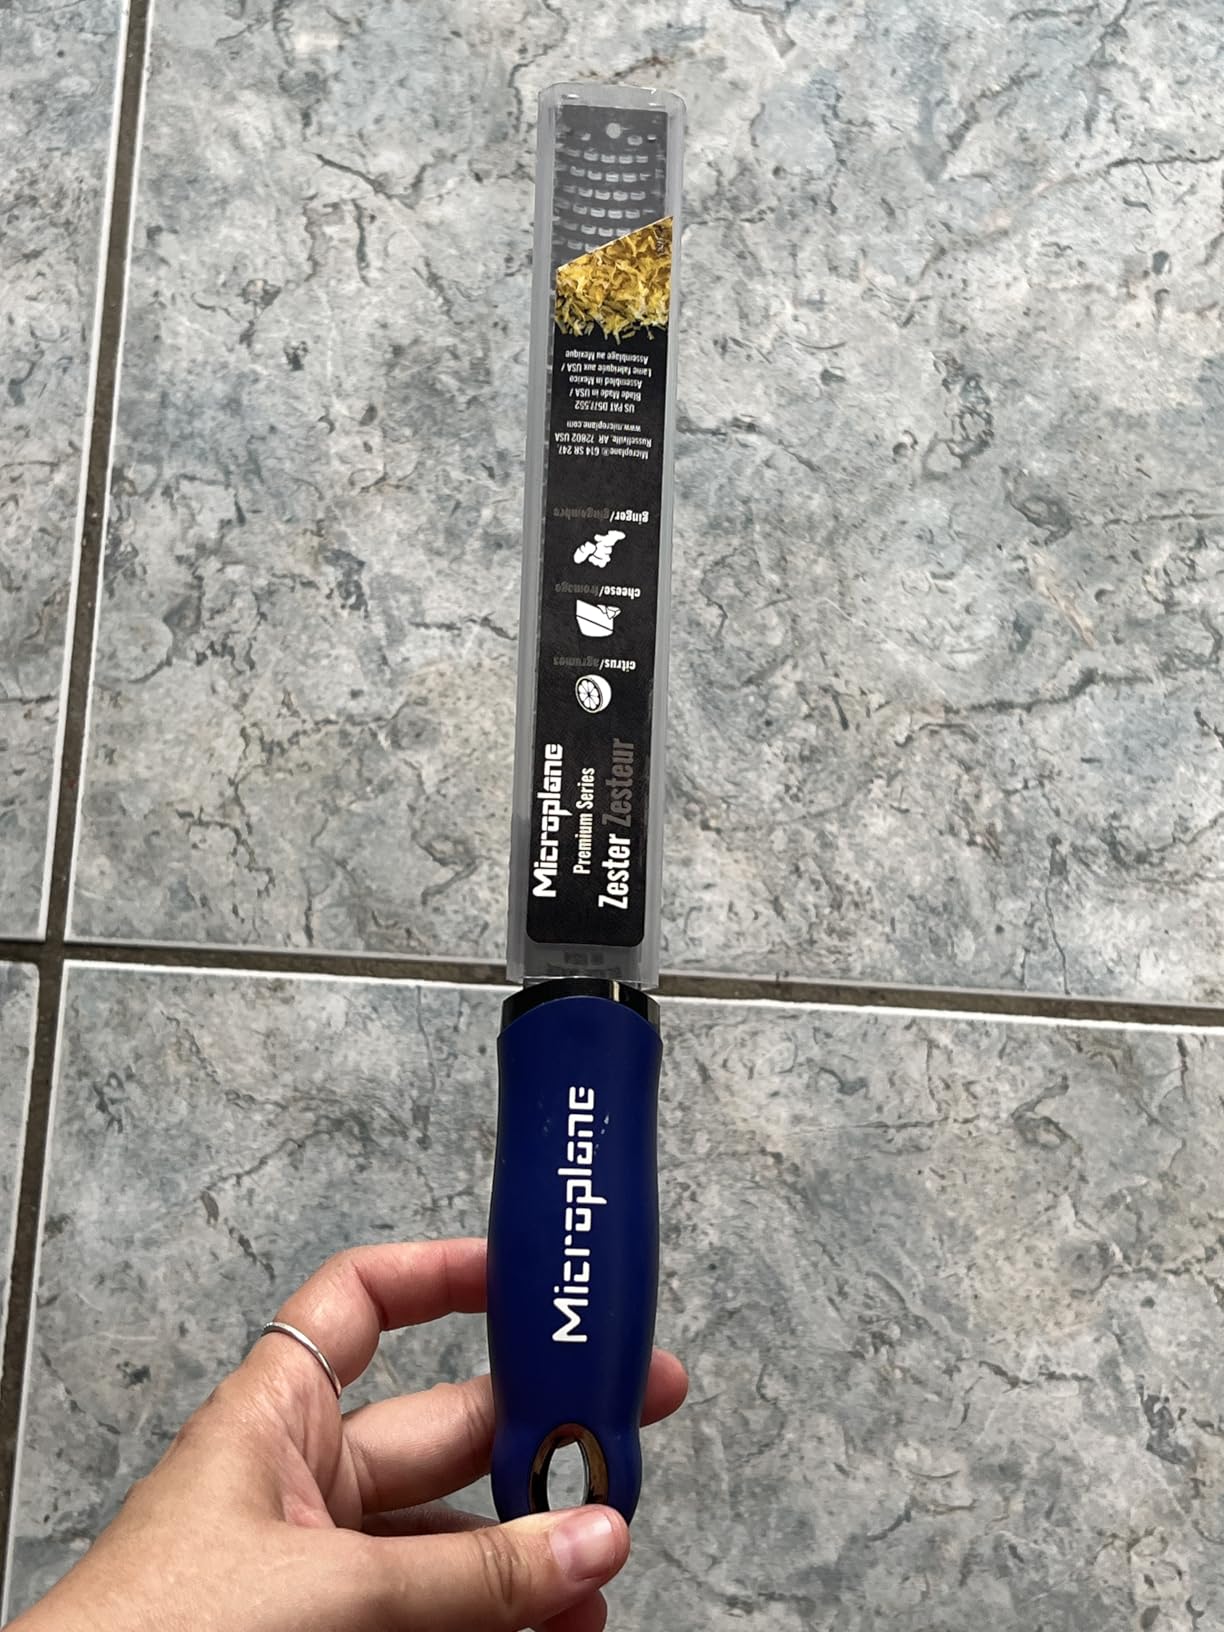 Microplane
Premium Series
Zester Zesteur
citrus/agrumes
cheese/fromage
ginger/gingembre
Microplane® 614 SR 247,
Russellville, AR 72802 USA
www.microplane.com
US PAT D577,552
Blade Made in USA /
Assembled in Mexico
Lame fabriquée aux USA /
Assemblage au Mexique
Microplane